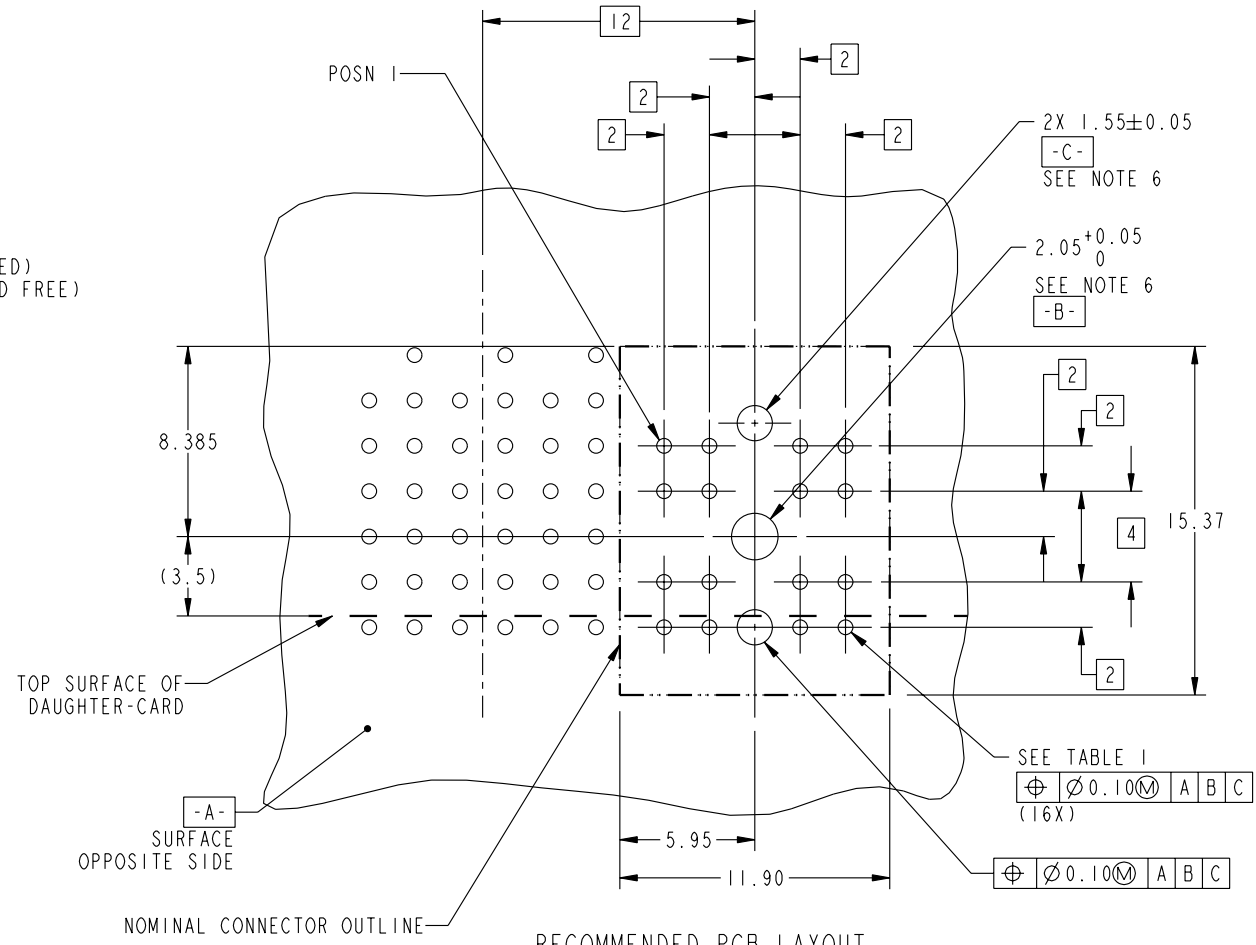 12
2
POSN 1
2
2
2
2X 1.55±0.05
-C-
SEE NOTE 6
2.05 +0.05
0
SEE NOTE 6
-B-
ED)
D FREE)
2
2
8.385
4
15.37
(3.5)
TOP SURFACE OF
DAUGHTER-CARD
2
SEE TABLE 1
⌖ Ø0.10Ⓜ A B C
(16X)
-A-
SURFACE
OPPOSITE SIDE
5.95
11.90
⌖ Ø0.10Ⓜ A B C
NOMINAL CONNECTOR OUTLINE
RECOMMENDED PCB LAYOUT